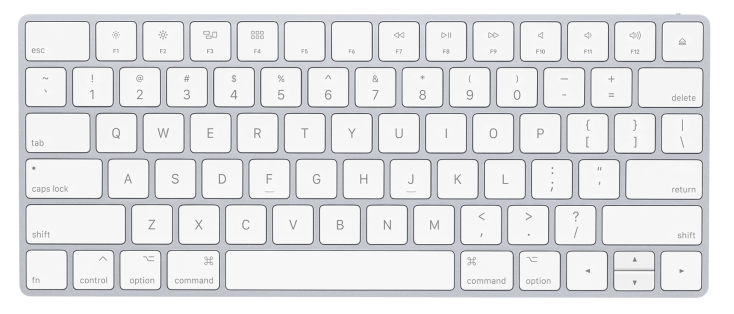 esc F1 F2 F3 F4 F5 F6 F7 F8 F9 F10 F11 F12
~ ! @ # $ % ^ & * ( ) — +
` 1 2 3 4 5 6 7 8 9 0 - = delete
tab Q W E R T Y U I O P { [ } ] | \
caps lock A S D F G H J K L : ; " ' return
shift Z X C V B N M < , > . ? / shift
fn control option command command option